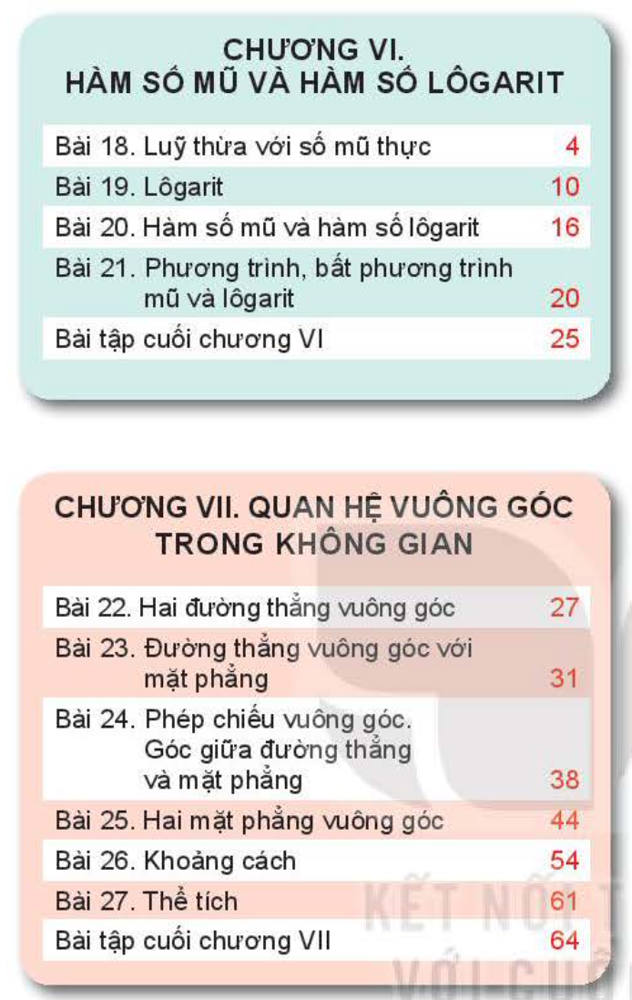 CHƯƠNG VI.
HÀM SỐ MŨ VÀ HÀM SỐ LÔGARIT
Bài 18. Luỹ thừa với số mũ thực 4
Bài 19. Lôgarit 10
Bài 20. Hàm số mũ và hàm số lôgarit 16
Bài 21. Phương trình, bất phương trình
mũ và lôgarit 20
Bài tập cuối chương VI 25
CHƯƠNG VII. QUAN HỆ VUÔNG GÓC
TRONG KHÔNG GIAN
Bài 22. Hai đường thẳng vuông góc 27
Bài 23. Đường thẳng vuông góc với
mặt phẳng 31
Bài 24. Phép chiếu vuông góc.
Góc giữa đường thẳng
và mặt phẳng 38
Bài 25. Hai mặt phẳng vuông góc 44
Bài 26. Khoảng cách 54
Bài 27. Thể tích 61
Bài tập cuối chương VII 64
KẾT NỐI T
VỚI CUỘ